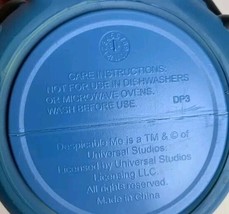 CARE INSTRUCTIONS:
NOT FOR USE IN DISHWASHERS
OR MICROWAVE OVENS.
WASH BEFORE USE.
DP3
Despicable Me is a TM & © of
Universal Studios.
Licensed by Universal Studios
Licensing LLC.
All rights reserved.
Made in China